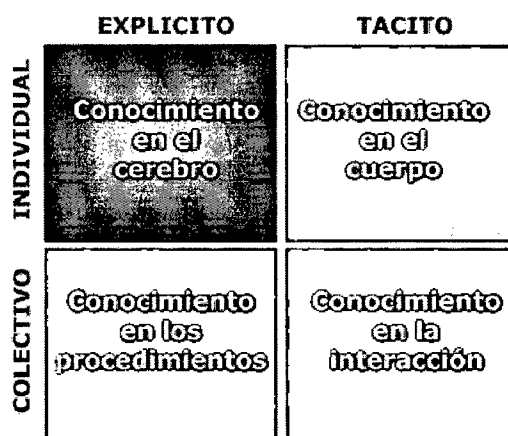 EXPLICITO TACITO
INDIVIDUAL
Conocimiento
en el
cerebro
Conocimiento
en el
cuerpo
COLECTIVO
Conocimiento
en los
procedimientos
Conocimiento
en la
interacción